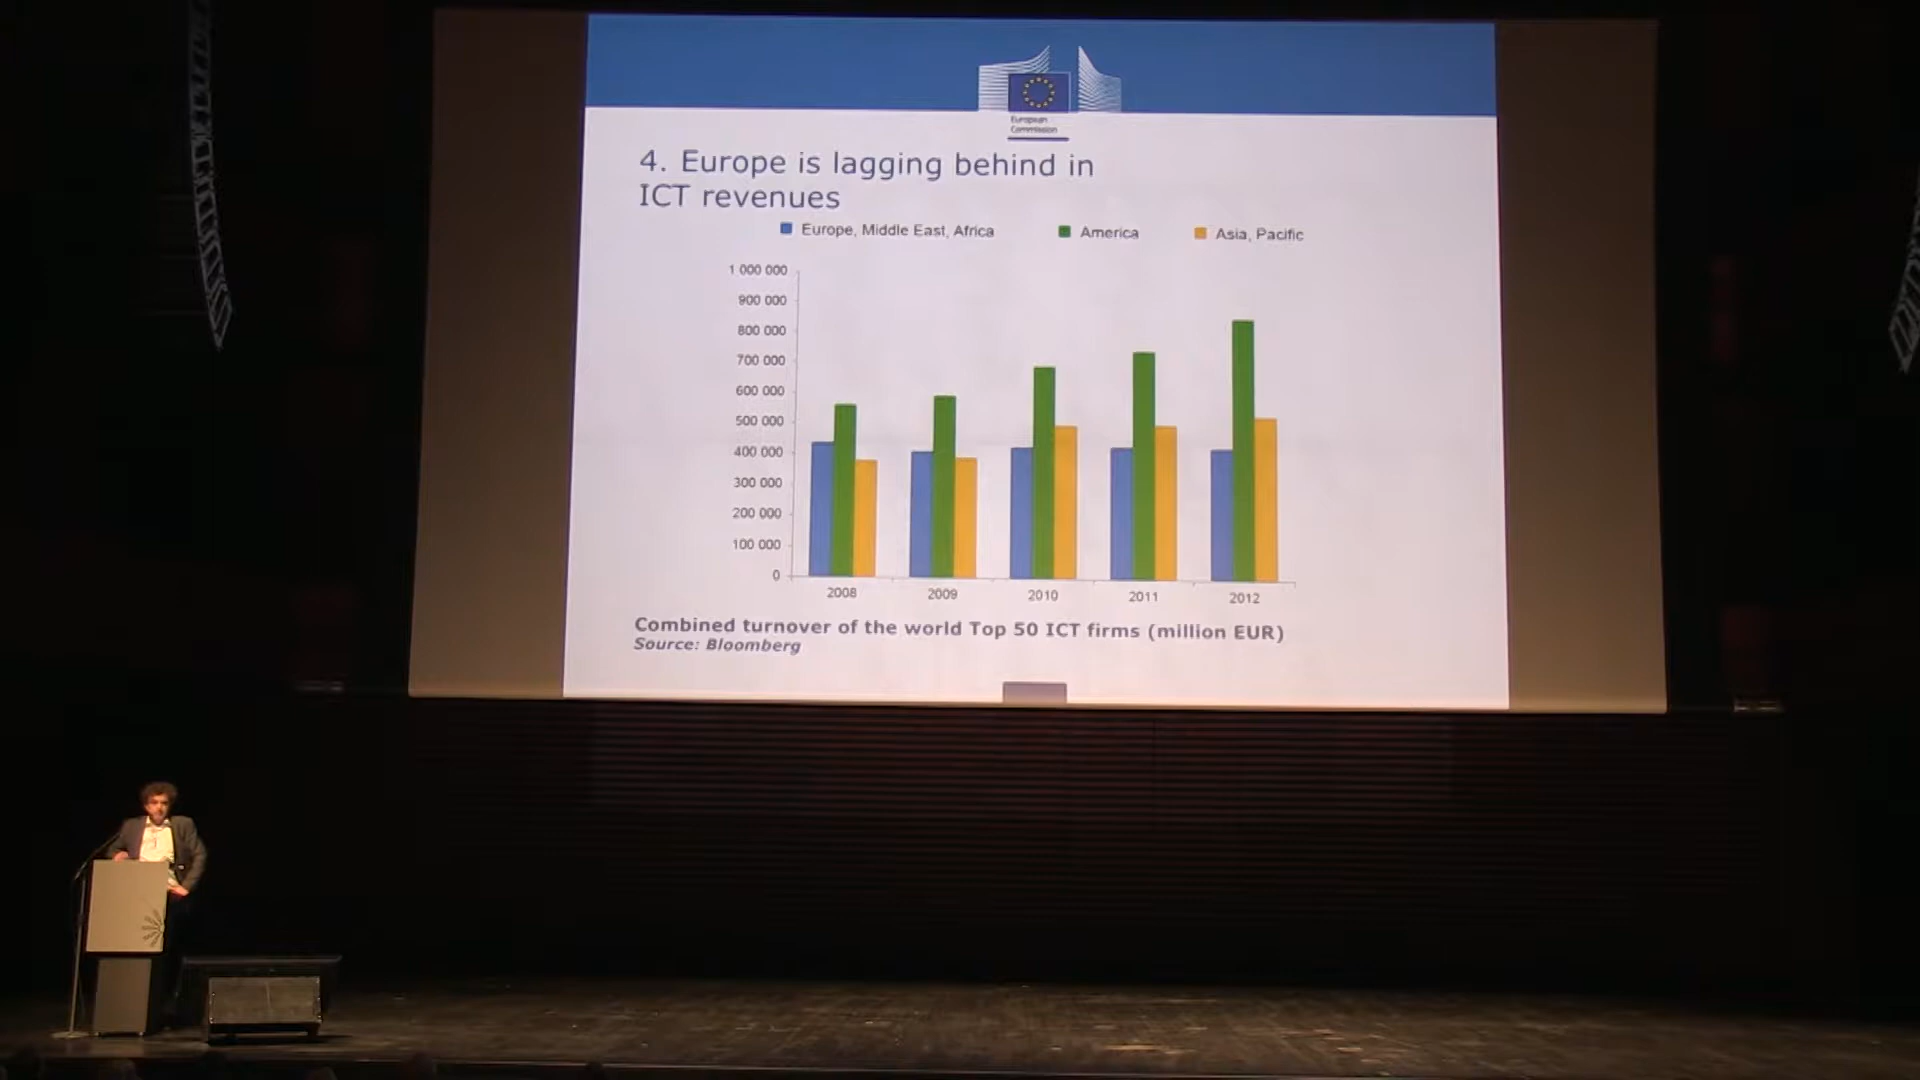 European
Commission
4. Europe is lagging behind in
ICT revenues
Europe, Middle East, Africa America Asia, Pacific
1 000 000
900 000
800 000
700 000
600 000
500 000
400 000
300 000
200 000
100 000
0
2008 2009 2010 2011 2012
Combined turnover of the world Top 50 ICT firms (million EUR)
Source: Bloomberg